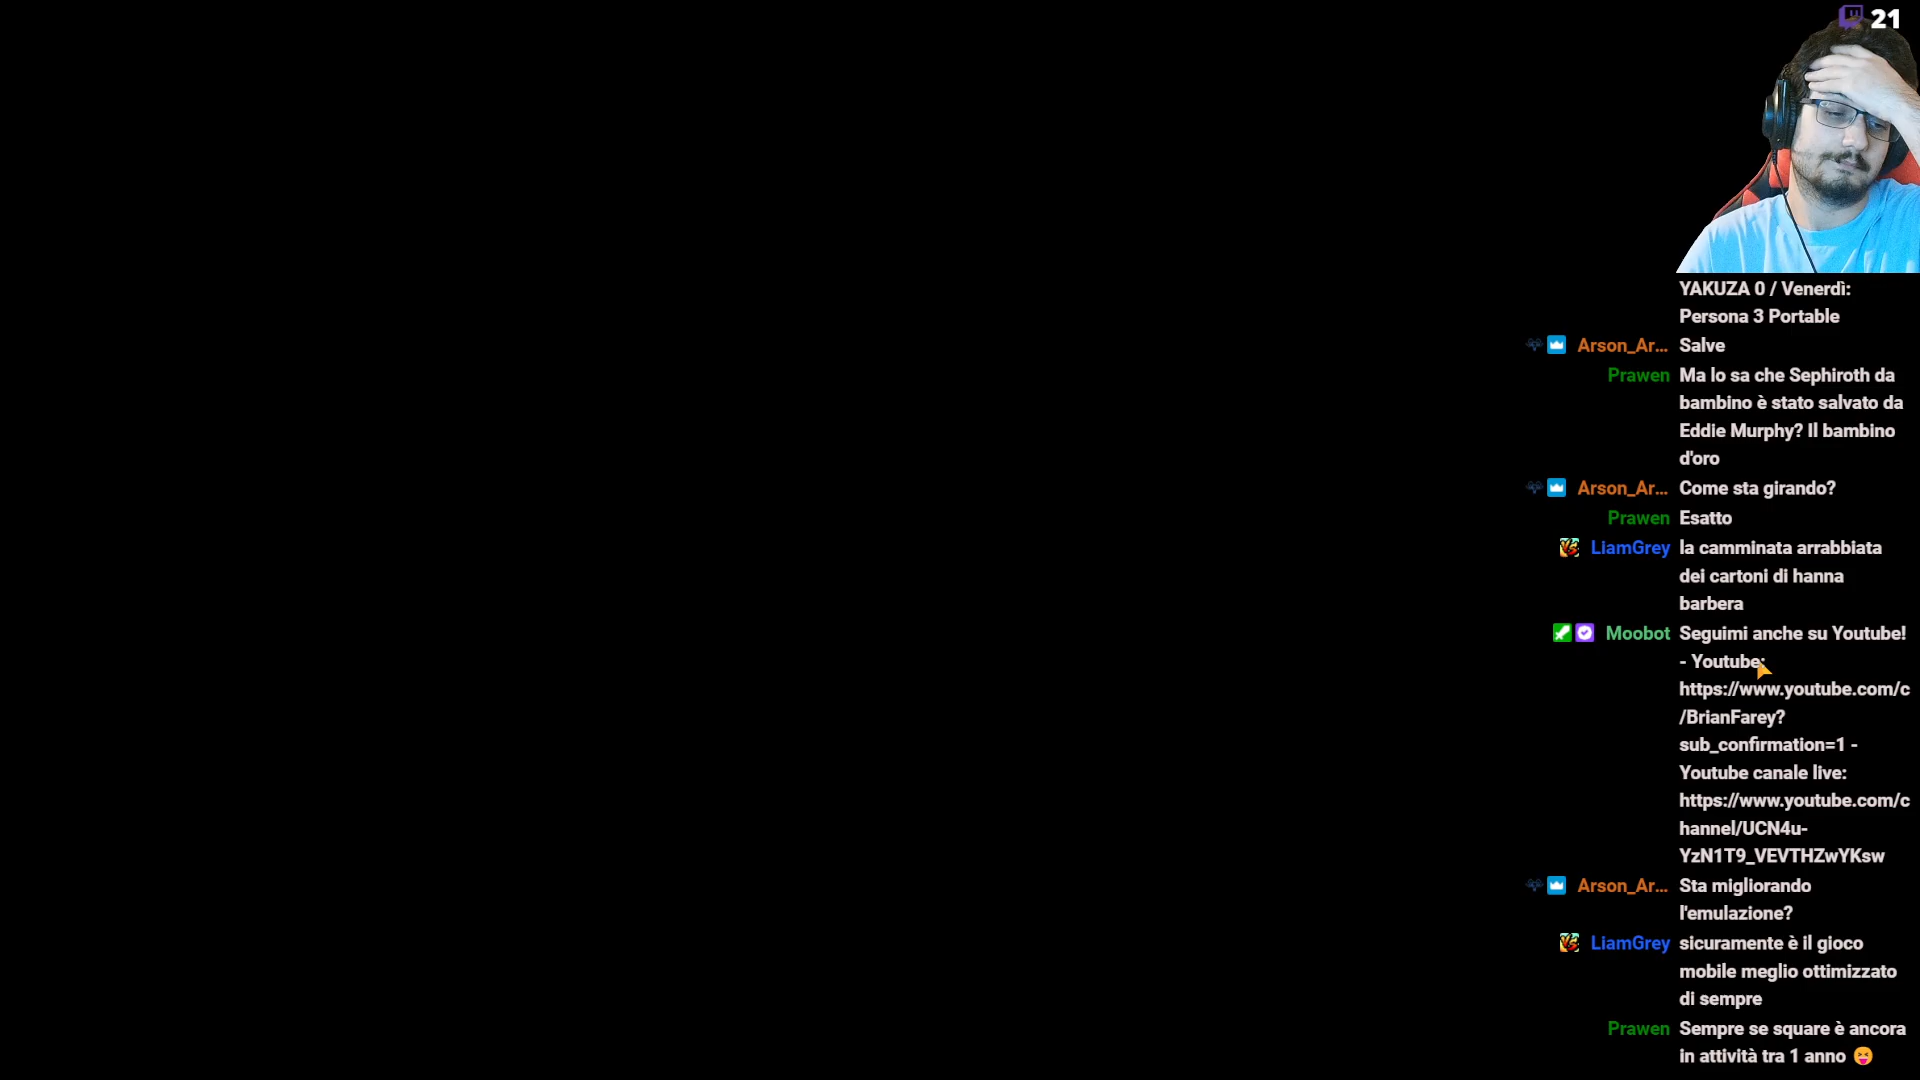 21
YAKUZA 0 / Venerdì:
Persona 3 Portable
Arson_Ar... Salve
Prawen Ma lo sa che Sephiroth da
bambino è stato salvato da
Eddie Murphy? Il bambino
d'oro
Arson_Ar... Come sta girando?
Prawen Esatto
LiamGrey la camminata arrabbiata
dei cartoni di hanna
barbera
Moobot Seguimi anche su Youtube!
- Youtube:
https://www.youtube.com/c
/BrianFarey?
sub_confirmation=1 -
Youtube canale live:
https://www.youtube.com/c
hannel/UCN4u-
YzN1T9_VEVTHZwYKsw
Arson_Ar... Sta migliorando
l'emulazione?
LiamGrey sicuramente è il gioco
mobile meglio ottimizzato
di sempre
Prawen Sempre se square è ancora
in attività tra 1 anno 😝